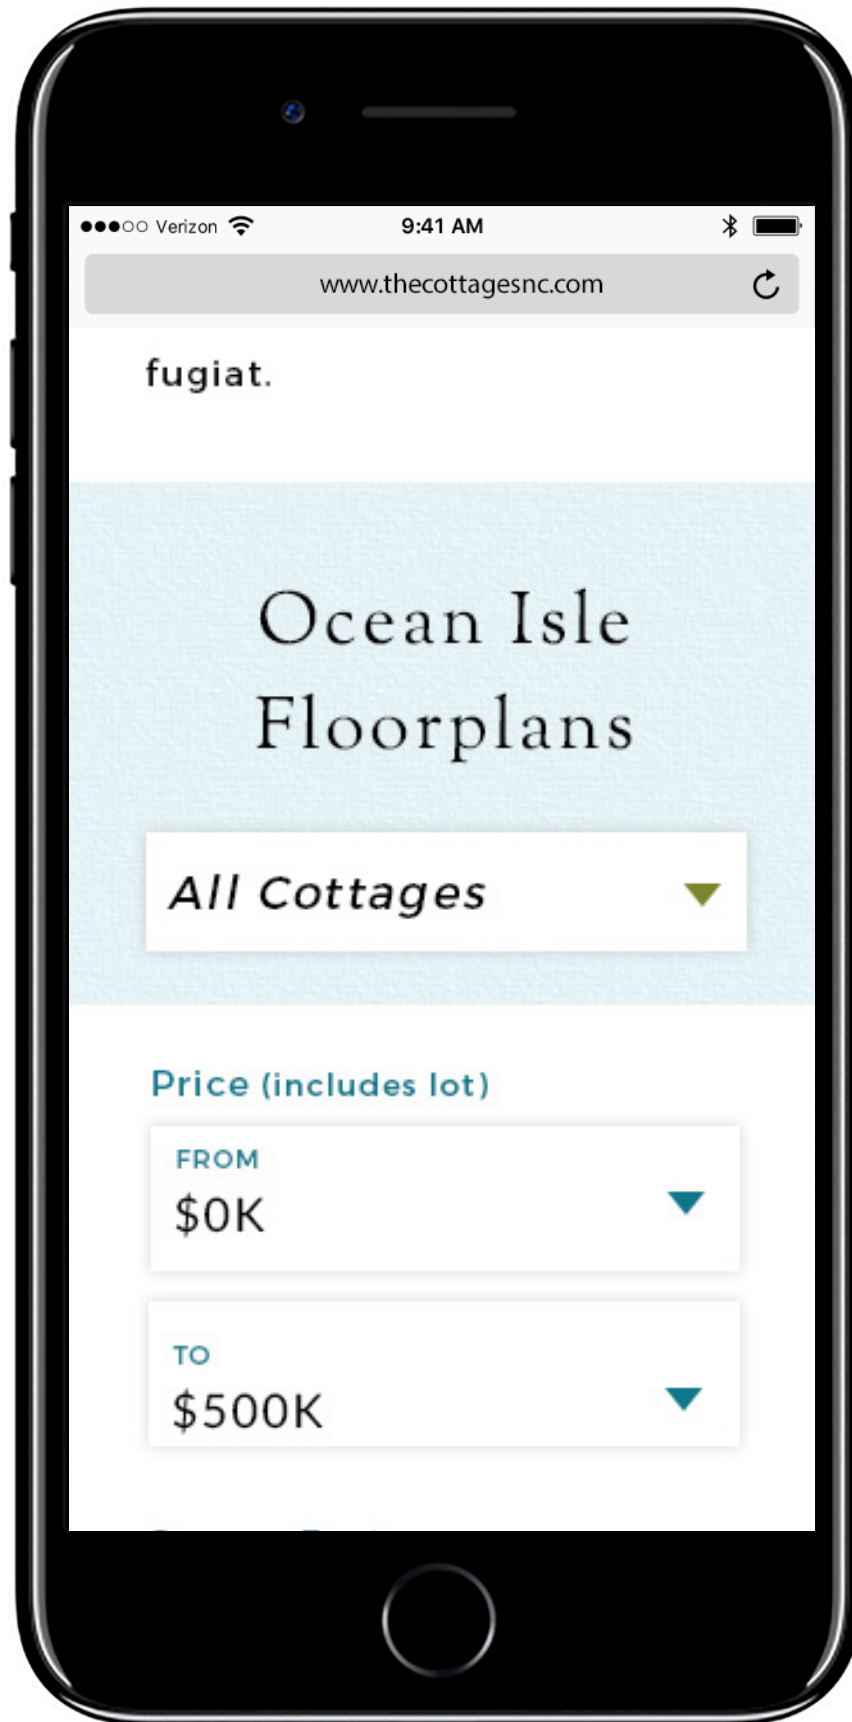 Verizon 9:41 AM
www.thecottagesnc.com
fugiat.
Ocean Isle
Floorplans
All Cottages
Price (includes lot)
FROM
$0K
TO
$500K